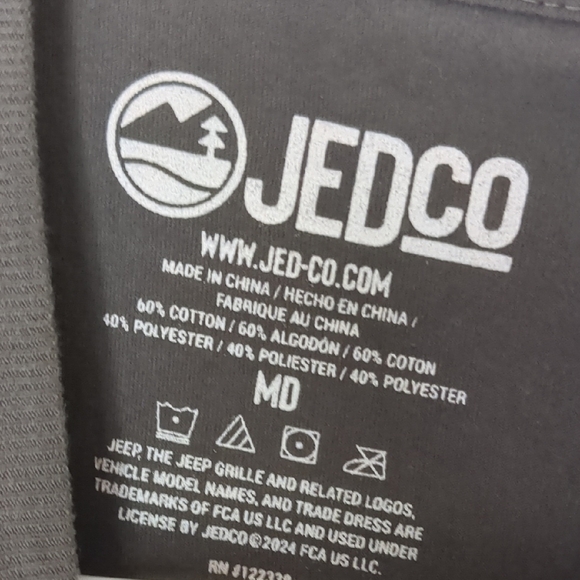 JEDCO
WWW.JED-CO.COM
MADE IN CHINA / HECHO EN CHINA /
FABRIQUE AU CHINA
60% COTTON / 60% ALGODÓN / 60% COTON
40% POLYESTER / 40% POLIESTER / 40% POLYESTER
MD
JEEP, THE JEEP GRILLE AND RELATED LOGOS,
VEHICLE MODEL NAMES, AND TRADE DRESS ARE
TRADEMARKS OF FCA US LLC AND USED UNDER
LICENSE BY JEDCO ©2024 FCA US LLC.
RN